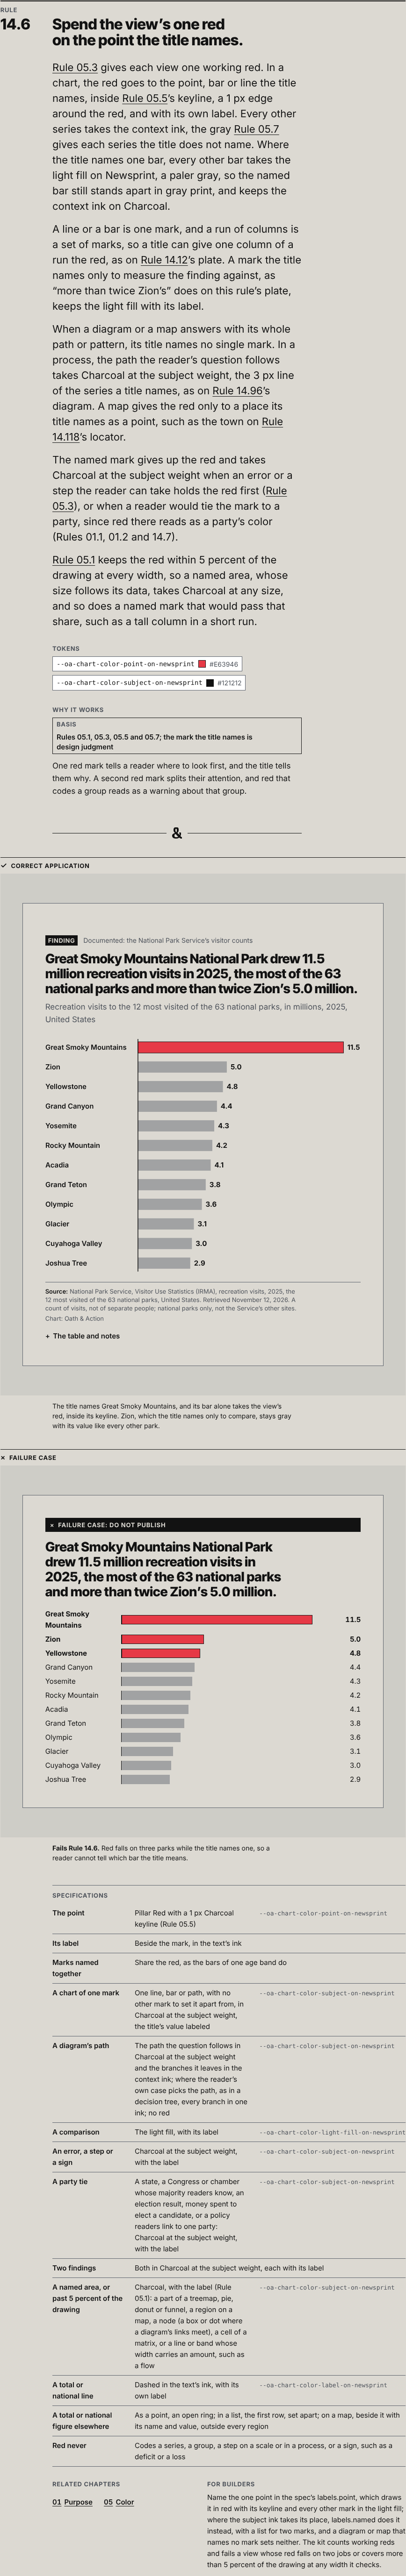 RULE
14.6
Spend the view's one red
on the point the title names.
Rule 05.3 gives each view one working red. In a
chart, the red goes to the point, bar or line the title
names, inside Rule 05.5's keyline, a 1 px edge
around the red, and with its own label. Every other
series takes the context ink, the gray Rule 05.7
gives each series the title does not name. Where
the title names one bar, every other bar takes the
light fill on Newsprint, a paler gray, so the named
bar still stands apart in gray print, and keeps the
context ink on Charcoal.
A line or a bar is one mark, and a run of columns is
a set of marks, so a title can give one column of a
run the red, as on Rule 14.12's plate. A mark the title
names only to measure the finding against, as
“more than twice Zion's” does on this rule's plate,
keeps the light fill with its label.
When a diagram or a map answers with its whole
path or pattern, its title names no single mark. In a
process, the path the reader's question follows
takes Charcoal at the subject weight, the 3 px line
of the series a title names, as on Rule 14.96's
diagram. A map gives the red only to a place its
title names as a point, such as the town on Rule
14.118's locator.
The named mark gives up the red and takes
Charcoal at the subject weight when an error or a
step the reader can take holds the red first (Rule
05.3), or when a reader would tie the mark to a
party, since red there reads as a party's color
(Rules 01.1, 01.2 and 14.7).
Rule 05.1 keeps the red within 5 percent of the
drawing at every width, so a named area, whose
size follows its data, takes Charcoal at any size,
and so does a named mark that would pass that
share, such as a tall column in a short run.
TOKENS
--oa-chart-color-point-on-newsprint #E63946
--oa-chart-color-subject-on-newsprint #121212
WHY IT WORKS
BASIS
Rules 05.1, 05.3, 05.5 and 05.7; the mark the title names is
design judgment
One red mark tells a reader where to look first, and the title tells
them why. A second red mark splits their attention, and red that
codes a group reads as a warning about that group.
&
✓ CORRECT APPLICATION
FINDING Documented: the National Park Service's visitor counts
Great Smoky Mountains National Park drew 11.5
million recreation visits in 2025, the most of the 63
national parks and more than twice Zion's 5.0 million.
Recreation visits to the 12 most visited of the 63 national parks, in millions, 2025,
United States
Great Smoky Mountains 11.5
Zion 5.0
Yellowstone 4.8
Grand Canyon 4.4
Yosemite 4.3
Rocky Mountain 4.2
Acadia 4.1
Grand Teton 3.8
Olympic 3.6
Glacier 3.1
Cuyahoga Valley 3.0
Joshua Tree 2.9
Source: National Park Service, Visitor Use Statistics (IRMA), recreation visits, 2025, the
12 most visited of the 63 national parks, United States. Retrieved November 12, 2026. A
count of visits, not of separate people; national parks only, not the Service's other sites.
Chart: Oath & Action
+ The table and notes
The title names Great Smoky Mountains, and its bar alone takes the view's
red, inside its keyline. Zion, which the title names only to compare, stays gray
with its value like every other park.
× FAILURE CASE
× FAILURE CASE: DO NOT PUBLISH
Great Smoky Mountains National Park
drew 11.5 million recreation visits in
2025, the most of the 63 national parks
and more than twice Zion's 5.0 million.
Great Smoky
Mountains 11.5
Zion 5.0
Yellowstone 4.8
Grand Canyon 4.4
Yosemite 4.3
Rocky Mountain 4.2
Acadia 4.1
Grand Teton 3.8
Olympic 3.6
Glacier 3.1
Cuyahoga Valley 3.0
Joshua Tree 2.9
Fails Rule 14.6. Red falls on three parks while the title names one, so a
reader cannot tell which bar the title means.
SPECIFICATIONS
The point
Pillar Red with a 1 px Charcoal
keyline (Rule 05.5)
--oa-chart-color-point-on-newsprint
Its label
Beside the mark, in the text's ink
Marks named
together
Share the red, as the bars of one age band do
A chart of one mark
One line, bar or path, with no
other mark to set it apart from, in
Charcoal at the subject weight,
the title's value labeled
--oa-chart-color-subject-on-newsprint
A diagram's path
The path the question follows in
Charcoal at the subject weight
and the branches it leaves in the
context ink; where the reader's
own case picks the path, as in a
decision tree, every branch in one
ink; no red
--oa-chart-color-subject-on-newsprint
A comparison
The light fill, with its label
--oa-chart-color-light-fill-on-newsprint
An error, a step or
a sign
Charcoal at the subject weight,
with the label
--oa-chart-color-subject-on-newsprint
A party tie
A state, a Congress or chamber
whose majority readers know, an
election result, money spent to
elect a candidate, or a policy
readers link to one party:
Charcoal at the subject weight,
with the label
--oa-chart-color-subject-on-newsprint
Two findings
Both in Charcoal at the subject weight, each with its label
A named area, or
past 5 percent of the
drawing
Charcoal, with the label (Rule
05.1): a part of a treemap, pie,
donut or funnel, a region on a
map, a node (a box or dot where
a diagram's links meet), a cell of a
matrix, or a line or band whose
width carries an amount, such as
a flow
--oa-chart-color-subject-on-newsprint
A total or
national line
Dashed in the text's ink, with its
own label
--oa-chart-color-label-on-newsprint
A total or national
figure elsewhere
As a point, an open ring; in a list, the first row, set apart; on a map, beside it with
its name and value, outside every region
Red never
Codes a series, a group, a step on a scale or in a process, or a sign, such as a
deficit or a loss
RELATED CHAPTERS
01 Purpose 05 Color
FOR BUILDERS
Name the one point in the spec's labels.point, which draws
it in red with its keyline and every other mark in the light fill;
where the subject ink takes its place, labels.named does it
instead, with a list for two marks, and a diagram or map that
names no mark sets neither. The kit counts working reds
and fails a view whose red falls on two jobs or covers more
than 5 percent of the drawing at any width it checks.